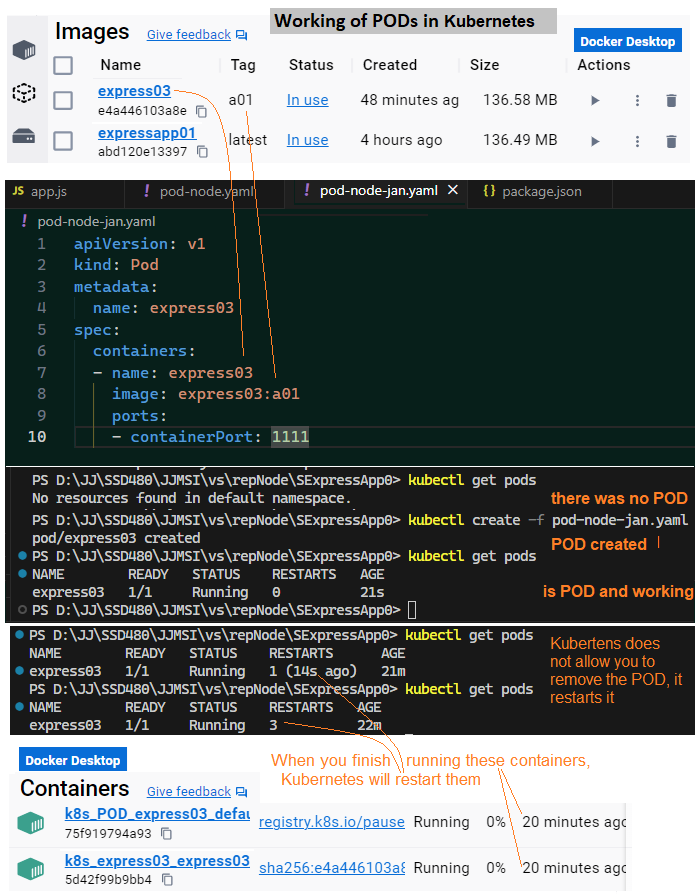 Working of PODs in Kubernetes
Images Give feedback
Docker Desktop
Name Tag Status Created Size Actions
express03 a01 In use 48 minutes ag 136.58 MB
e4a446103a8e
expressapp01 latest In use 4 hours ago 136.49 MB
abd120e13397
JS app.js ! pod-node.yaml ! pod-node-jan.yaml × {} package.json
! pod-node-jan.yaml
1 apiVersion: v1
2 kind: Pod
3 metadata:
4 name: express03
5 spec:
6 containers:
7 - name: express03
8 image: express03:a01
9 ports:
10 - containerPort: 1111
PS D:\JJ\SSD480\JJMSI\vs\repNode\SExpressApp0> kubectl get pods
No resources found in default namespace.
there was no POD
PS D:\JJ\SSD480\JJMSI\vs\repNode\SExpressApp0> kubectl create -f pod-node-jan.yaml
pod/express03 created
POD created
PS D:\JJ\SSD480\JJMSI\vs\repNode\SExpressApp0> kubectl get pods
NAME READY STATUS RESTARTS AGE
express03 1/1 Running 0 21s
is POD and working
PS D:\JJ\SSD480\JJMSI\vs\repNode\SExpressApp0>
PS D:\JJ\SSD480\JJMSI\vs\repNode\SExpressApp0> kubectl get pods
NAME READY STATUS RESTARTS AGE
express03 1/1 Running 1 (14s ago) 21m
PS D:\JJ\SSD480\JJMSI\vs\repNode\SExpressApp0> kubectl get pods
NAME READY STATUS RESTARTS AGE
express03 1/1 Running 3 22m
Kubertens does
not allow you to
remove the POD, it
restarts it
Docker Desktop
When you finish running these containers,
Kubernetes will restart them
Containers Give feedback
k8s_POD_express03_defau registry.k8s.io/pause Running 0% 20 minutes ago
75f919794a93
k8s_express03_express03 sha256:e4a446103a8 Running 0% 20 minutes ago
5d42f99b9bb4